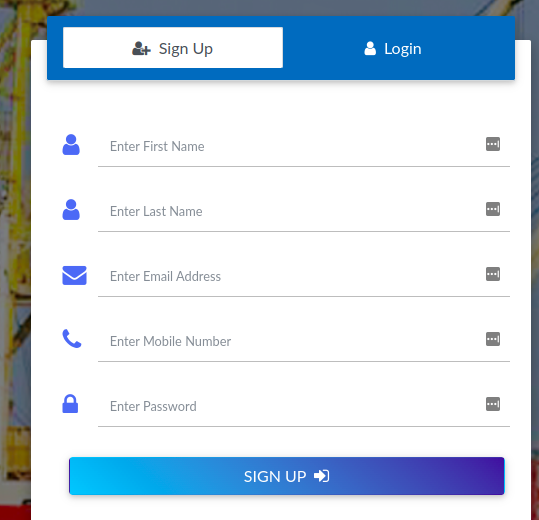 Sign Up
Login
Enter First Name
Enter Last Name
Enter Email Address
Enter Mobile Number
Enter Password
SIGN UP